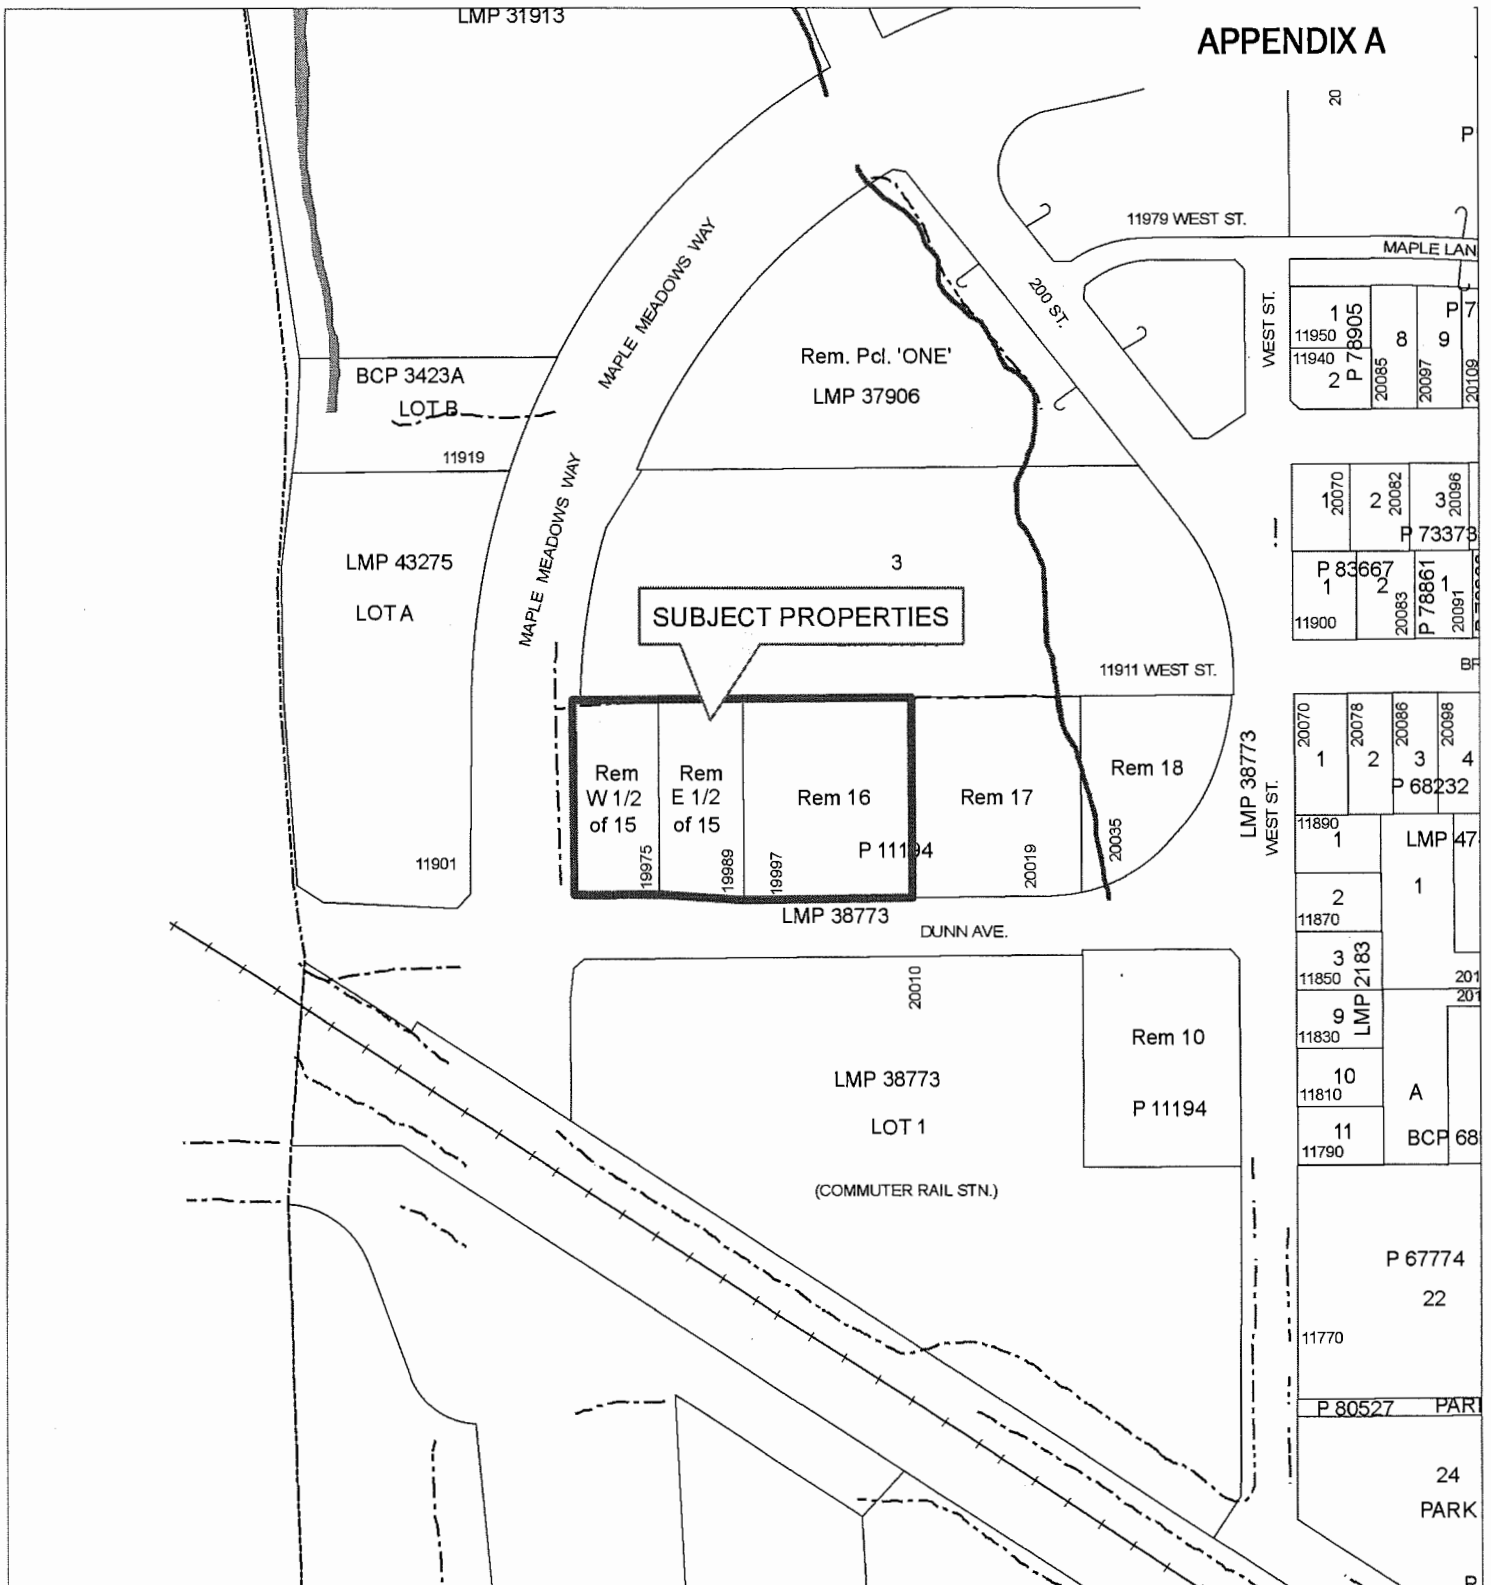 LMP 31913
APPENDIX A
20
P
11979 WEST ST.
MAPLE LAN
MAPLE MEADOWS WAY
200 ST.
WEST ST.
1
11950
11940
2
P 78905
8
20085
9
20097
P 7
20109
Rem. Pcl. 'ONE'
LMP 37906
BCP 3423A
LOT B
11919
MAPLE MEADOWS WAY
LMP 43275
LOT A
3
1
20070
2
20082
3
20096
P 73373
P 83667
1
2
11900
20083
P 78861
1
20091
SUBJECT PROPERTIES
11911 WEST ST.
BR
Rem
W 1/2
of 15
19975
Rem
E 1/2
of 15
19989
Rem 16
19997
P 11194
Rem 17
20019
Rem 18
20035
LMP 38773
WEST ST.
20070
1
20078
2
20086
3
20098
4
P 68232
11901
LMP 38773
DUNN AVE.
11890
1
LMP 47
1
2
11870
3
11850
LMP 2183
201
201
9
11830
10
11810
A
11
11790
BCP 68
20010
LMP 38773
LOT 1
(COMMUTER RAIL STN.)
Rem 10
P 11194
P 67774
22
11770
P 80527
PARK
24
PARK